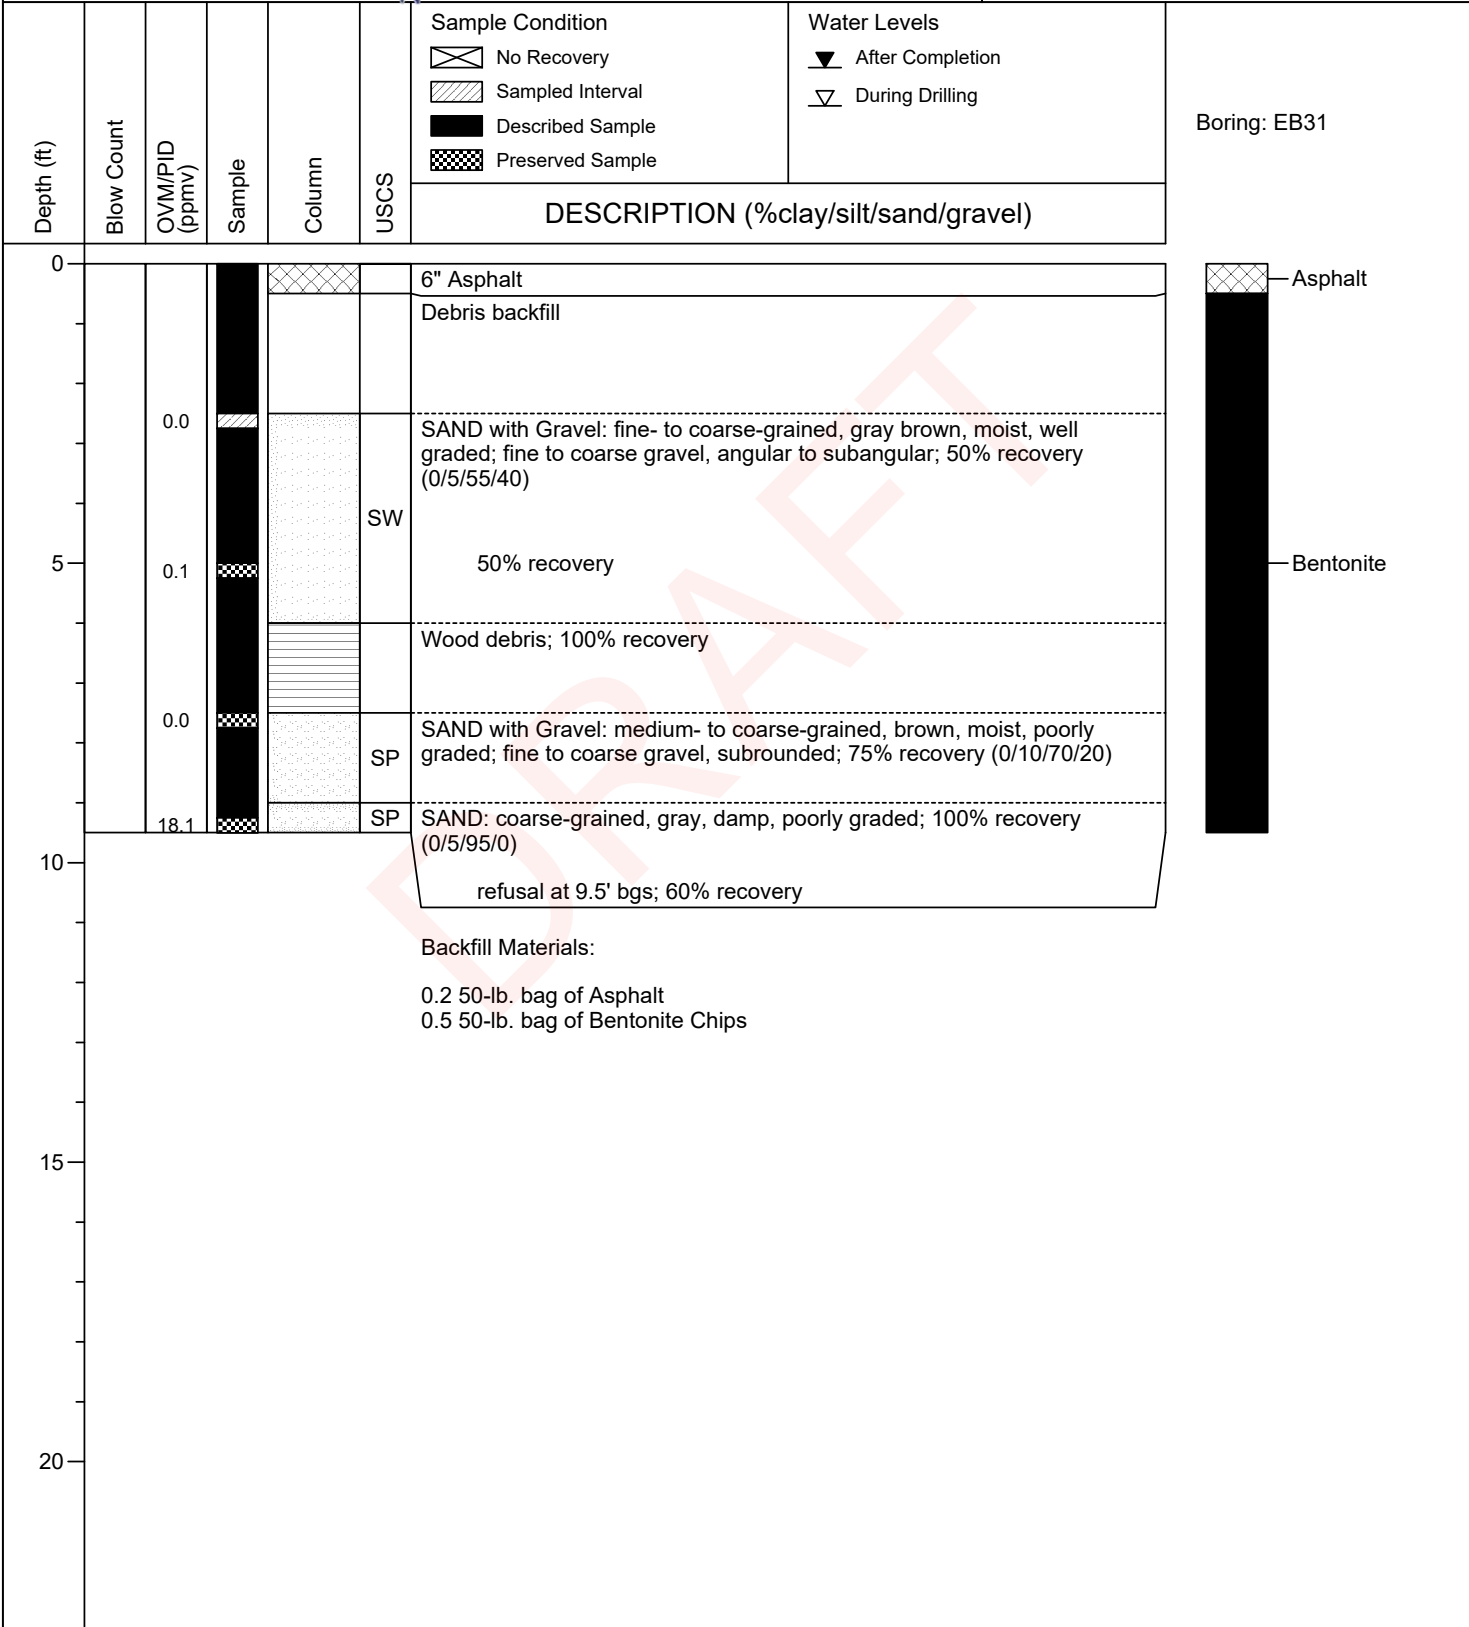 Sample Condition
No Recovery
Sampled Interval
Described Sample
Preserved Sample
Water Levels
After Completion
During Drilling
Boring: EB31
Depth (ft)
Blow Count
OVM/PID
(ppmv)
Sample
Column
USCS
DESCRIPTION (%clay/silt/sand/gravel)
0
6" Asphalt
Asphalt
Debris backfill
0.0
SAND with Gravel: fine- to coarse-grained, gray brown, moist, well
graded; fine to coarse gravel, angular to subangular; 50% recovery
(0/5/55/40)
SW
5
0.1
50% recovery
Bentonite
Wood debris; 100% recovery
0.0
SAND with Gravel: medium- to coarse-grained, brown, moist, poorly
graded; fine to coarse gravel, subrounded; 75% recovery (0/10/70/20)
SP
18.1
SP
SAND: coarse-grained, gray, damp, poorly graded; 100% recovery
(0/5/95/0)
10
refusal at 9.5' bgs; 60% recovery
Backfill Materials:
0.2 50-lb. bag of Asphalt
0.5 50-lb. bag of Bentonite Chips
15
20
DRAFT